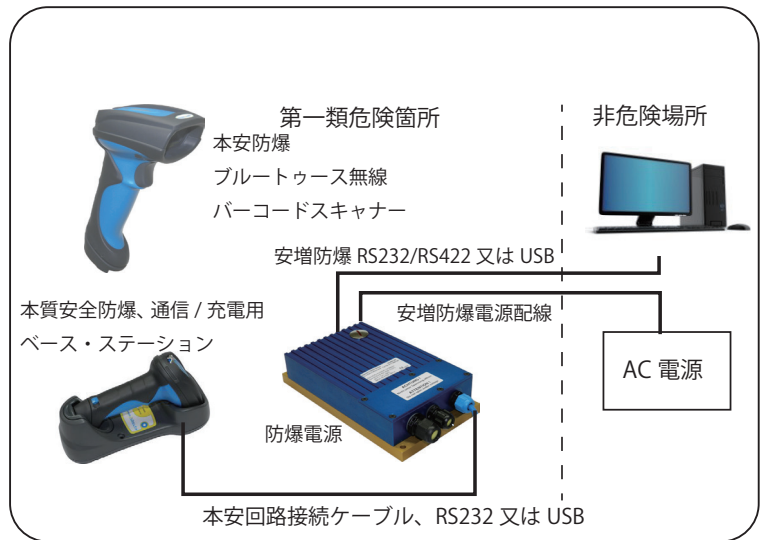 第一類危険箇所
非危険場所
本安防爆
ブルートゥース無線
バーコードスキャナー
安増防爆 RS232/RS422 又は USB
本質安全防爆、通信 / 充電用
ベース・ステーション
安増防爆電源配線
AC 電源
防爆電源
本安回路接続ケーブル、RS232 又は USB